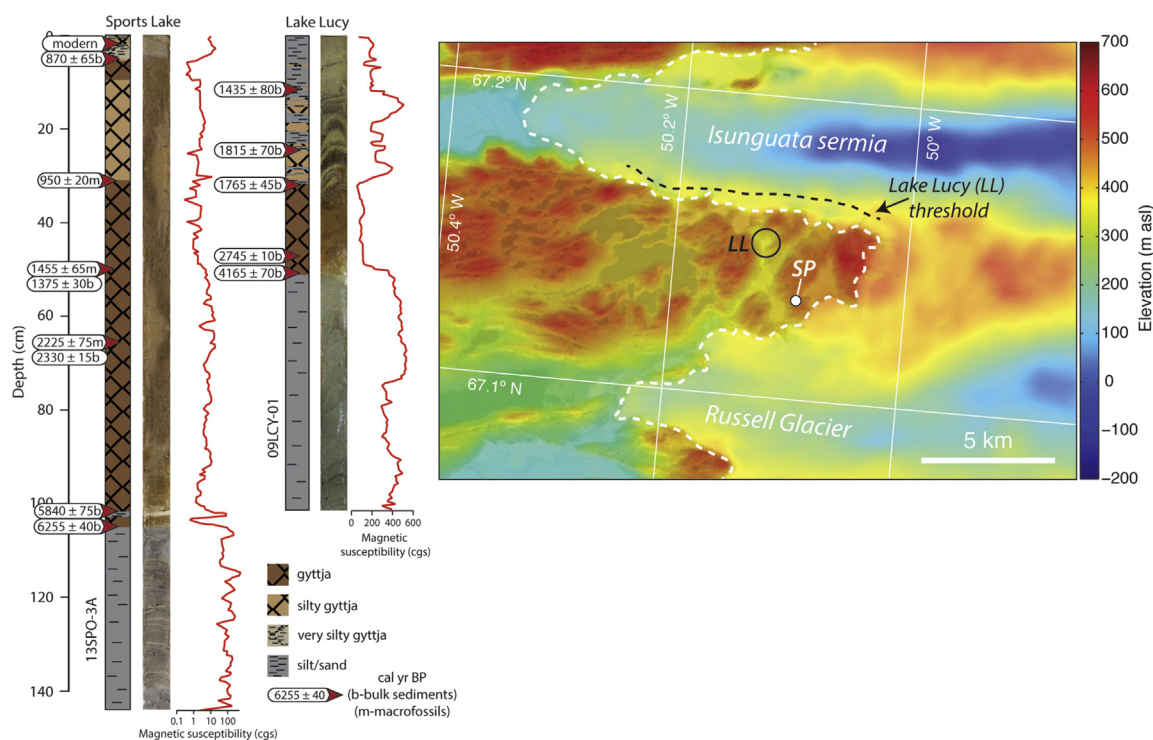 Sports Lake
Lake Lucy
0
20
40
60
80
100
120
140
Depth (cm)
modern
870 ± 65b
950 ± 20m
1455 ± 65m
1375 ± 30b
2225 ± 75m
2330 ± 15b
5840 ± 75b
6255 ± 40b
13SPO-3A
0.1 1 10 100
Magnetic susceptibility (cgs)
1435 ± 80b
1815 ± 70b
1765 ± 45b
2745 ± 10b
4165 ± 70b
09LCY-01
0 200 400 600
Magnetic
susceptibility (cgs)
gyttja
silty gyttja
very silty gyttja
silt/sand
6255 ± 40
cal yr BP
(b-bulk sediments)
(m-macrofossils)
67.2° N
50.2° W
50° W
50.4° W
67.1° N
Isunguata sermia
Lake Lucy (LL)
threshold
LL
SP
Russell Glacier
5 km
700
600
500
400
300
200
100
0
−100
−200
Elevation (m asl)